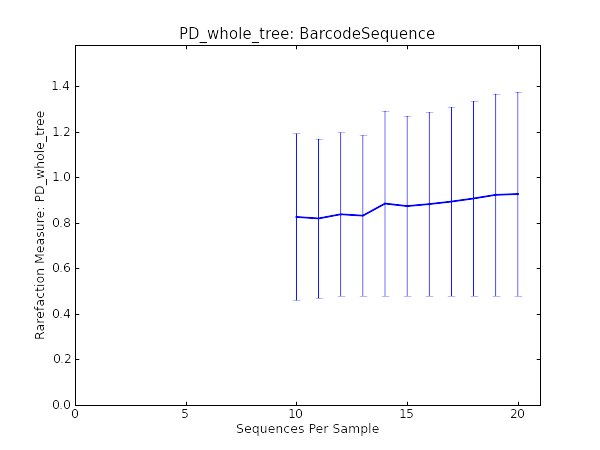 PD_whole_tree: BarcodeSequence
Rarefaction Measure: PD_whole_tree
1.4
1.2
1.0
0.8
0.6
0.4
0.2
0.0
0 5 10 15 20
Sequences Per Sample